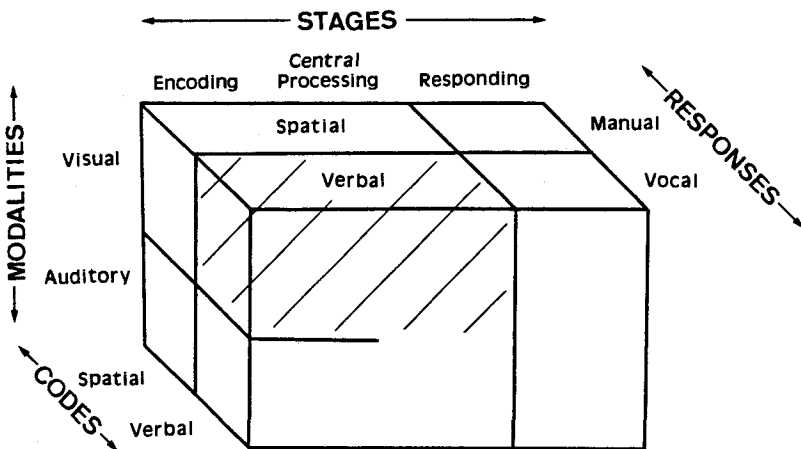 STAGES
Encoding
Central
Processing
Responding
MODALITIES
Visual
Auditory
Spatial
Verbal
Manual
Vocal
RESPONSES
CODES
Spatial
Verbal